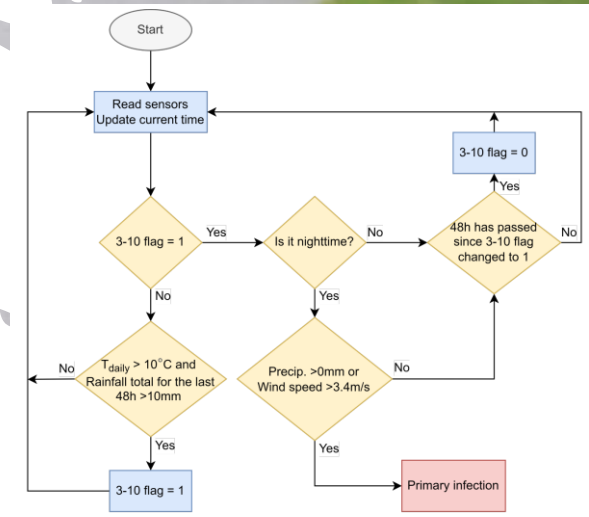 Start
Read sensors
Update current time
3-10 flag = 0
Yes
3-10 flag = 1
Yes
Is it nighttime?
No
48h has passed
since 3-10 flag
changed to 1
No
No
Yes
T daily > 10°C and
Rainfall total for the last
48h >10mm
No
Precip. >0mm or
Wind speed >3.4m/s
No
Yes
Yes
3-10 flag = 1
Primary infection